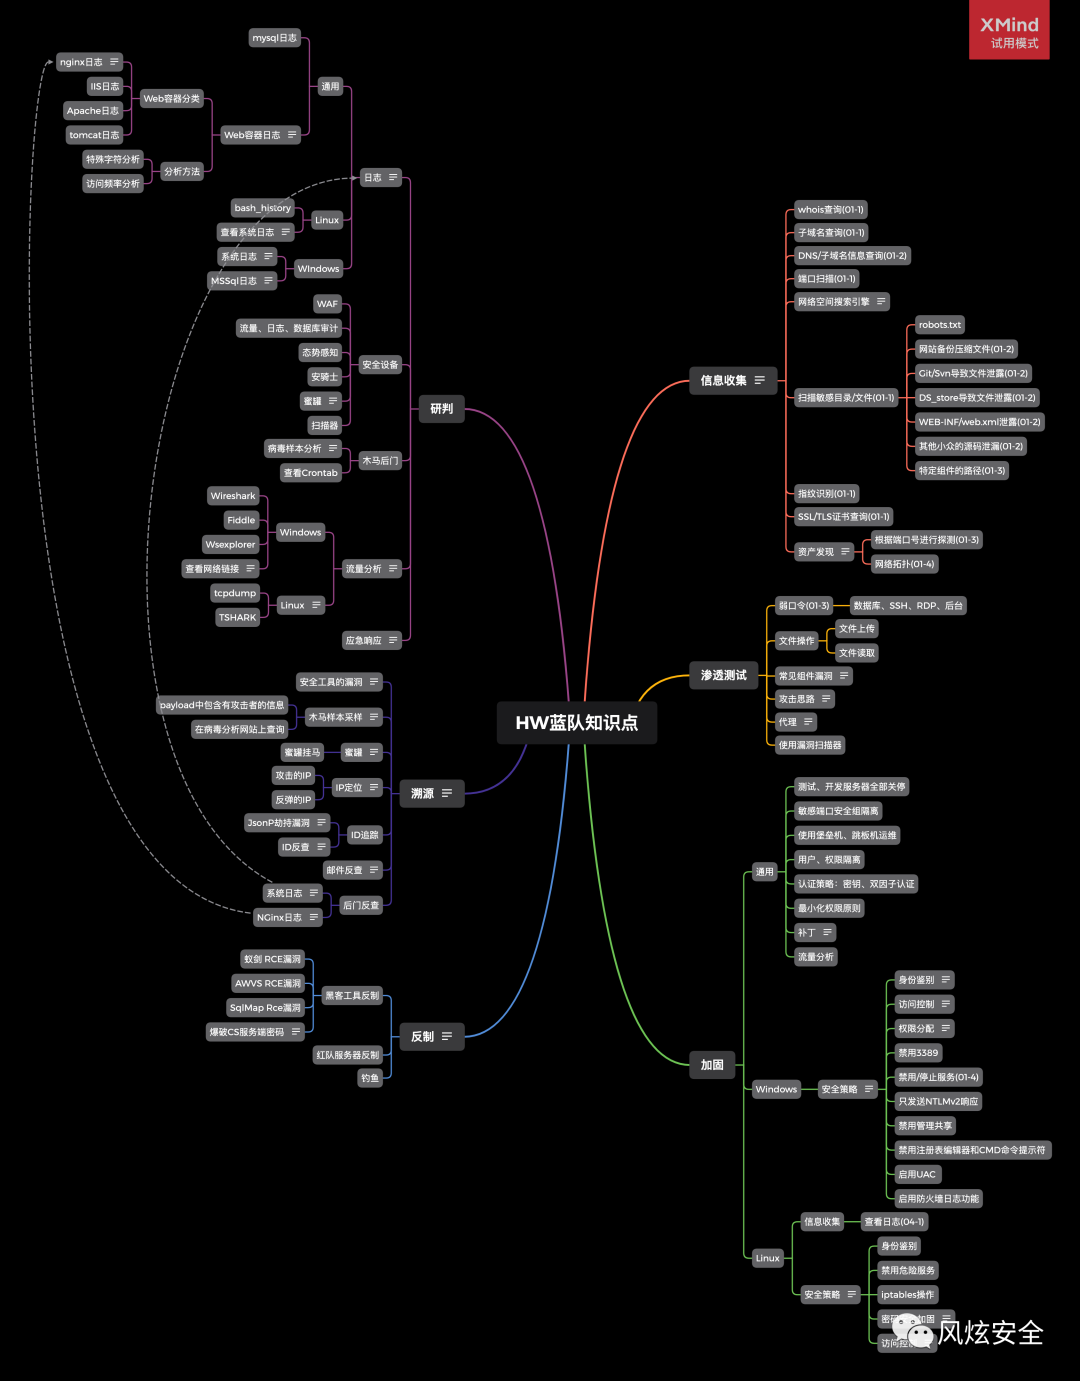 XMind
试用模式
HW蓝队知识点
信息收集
whois查询(01-1)
子域名查询(01-1)
DNS/子域名信息查询(01-2)
端口扫描(01-1)
网络空间搜索引擎
扫描敏感目录/文件(01-1)
robots.txt
网站备份压缩文件(01-2)
Git/Svn导致文件泄露(01-2)
DS_store导致文件泄露(01-2)
WEB-INF/web.xml泄露(01-2)
其他小众的源码泄漏(01-2)
特定组件的路径(01-3)
指纹识别(01-1)
SSL/TLS证书查询(01-1)
资产发现
根据端口号进行探测(01-3)
网络拓扑(01-4)
渗透测试
弱口令(01-3)
数据库、SSH、RDP、后台
文件操作
文件上传
文件读取
常见组件漏洞
攻击思路
代理
使用漏洞扫描器
加固
通用
测试、开发服务器全部关停
敏感端口安全组隔离
使用堡垒机、跳板机运维
用户、权限隔离
认证策略：密钥、双因子认证
最小化权限原则
补丁
流量分析
Windows
安全策略
身份鉴别
访问控制
权限分配
禁用3389
禁用/停止服务(01-4)
只发送NTLMv2响应
禁用管理共享
禁用注册表编辑器和CMD命令提示符
启用UAC
启用防火墙日志功能
Linux
信息收集
查看日志(04-1)
安全策略
身份鉴别
禁用危险服务
iptables操作
加固
访问控
研判
日志
通用
mysql日志
Web容器日志
Web容器分类
nginx日志
IIS日志
Apache日志
tomcat日志
分析方法
特殊字符分析
访问频率分析
Linux
bash_history
查看系统日志
WIndows
系统日志
MSSql日志
安全设备
WAF
流量、日志、数据库审计
态势感知
安骑士
蜜罐
扫描器
木马后门
病毒样本分析
查看Crontab
流量分析
Windows
Wireshark
Fiddle
Wsexplorer
查看网络链接
Linux
tcpdump
TSHARK
应急响应
溯源
安全工具的漏洞
木马样本采样
payload中包含有攻击者的信息
在病毒分析网站上查询
蜜罐
蜜罐挂马
IP定位
攻击的IP
反弹的IP
ID追踪
JsonP劫持漏洞
ID反查
邮件反查
后门反查
系统日志
NGinx日志
反制
黑客工具反制
蚁剑 RCE漏洞
AWVS RCE漏洞
SqlMap Rce漏洞
爆破CS服务端密码
红队服务器反制
钓鱼
风炫安全